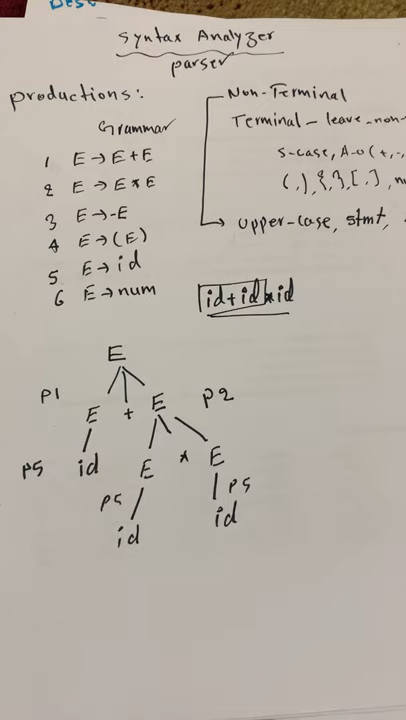 Syntax Analyzer
parser
productions:
Grammar
1 E → E + E
2 E → E * E
3 E → -E
4 E → (E)
5 E → id
6 E → num
Non-Terminal
Terminal - leave-non-
s-case, A-o (+, -,
(, ), {, }, [, ],
upper-case, stmt,
id + id * id
E
P1 E + E P2
P5 id E * E
P5 P5
id id